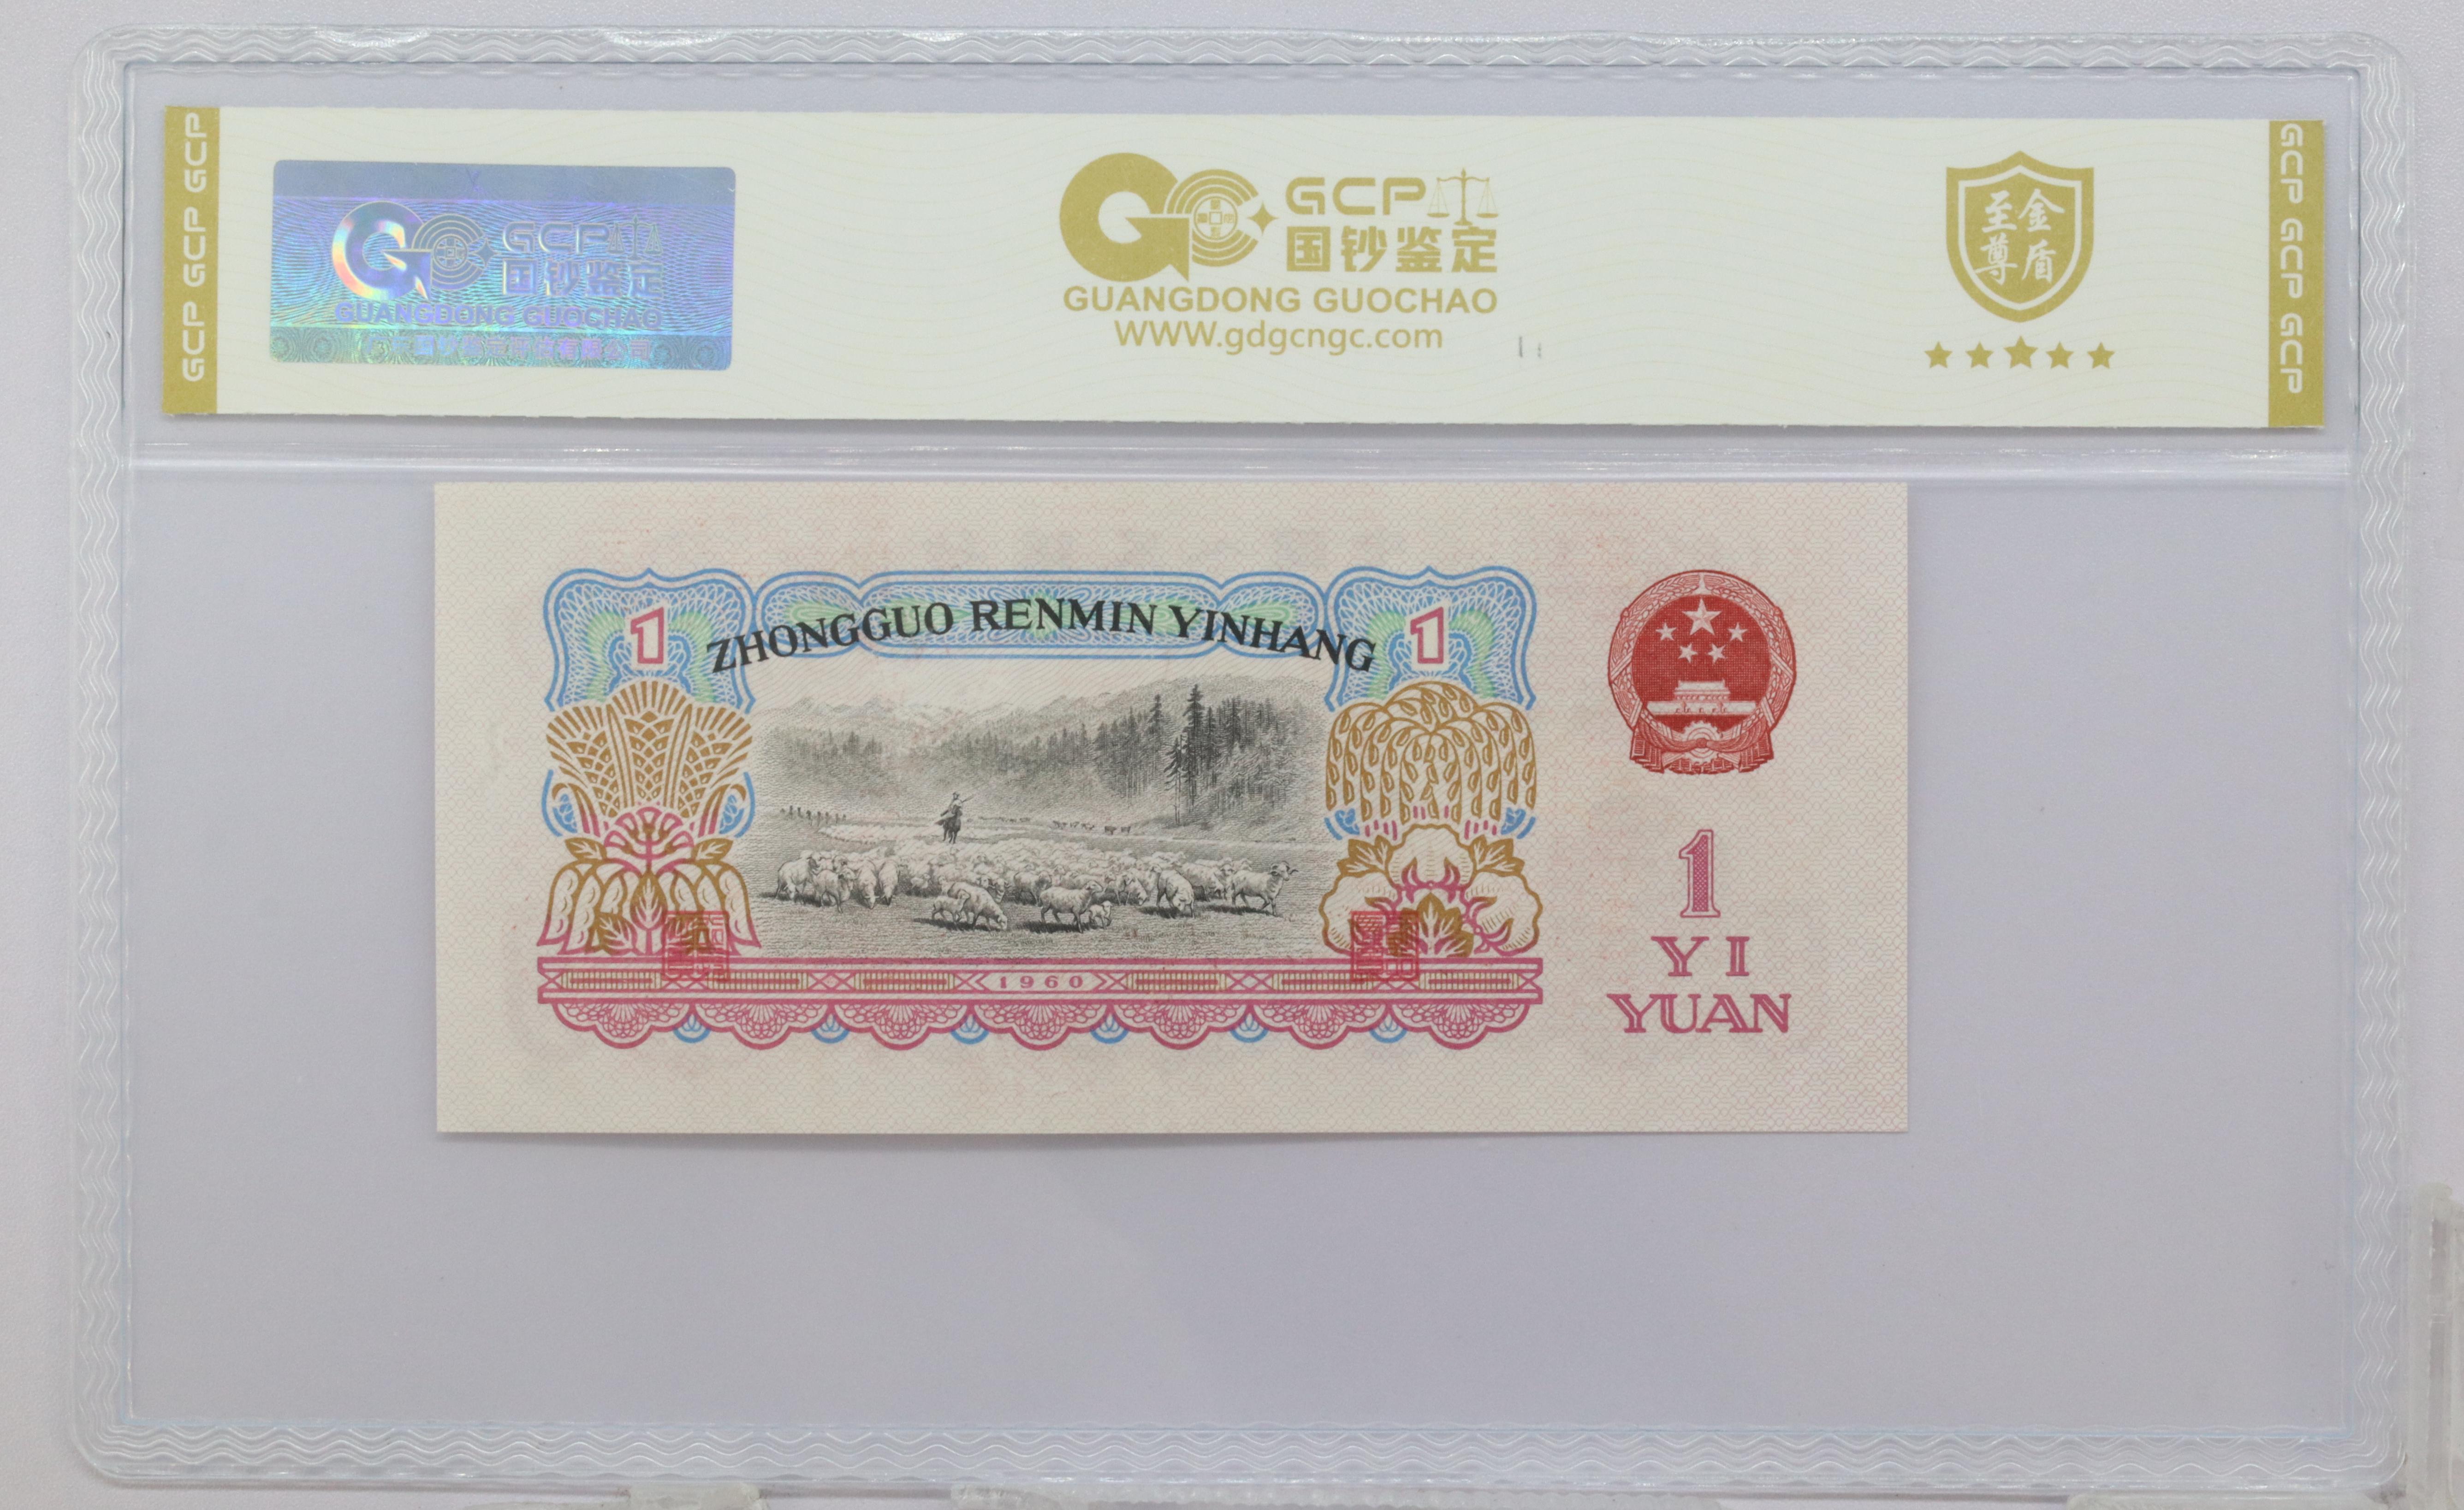 GCP GCP GCP
GCP
国钞鉴定
GUANGDONG GUOCHAO
GCP
国钞鉴定
GUANGDONG GUOCHAO
WWW.gdgcngc.com
至尊金盾
GCP GCP GCP
ZHONGGUO RENMIN YINHANG
1
1
1960
1
YI
YUAN